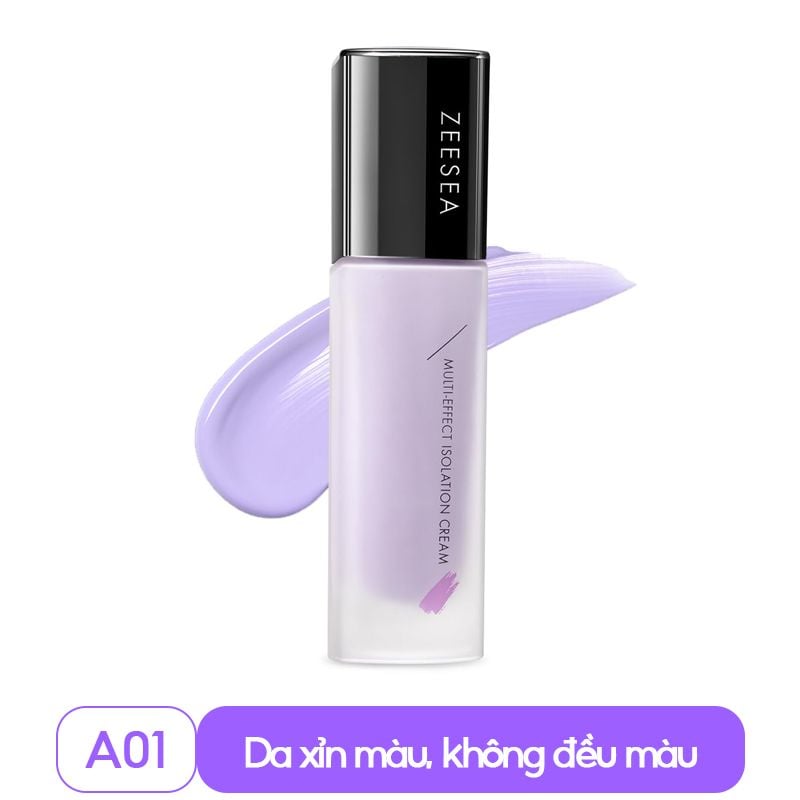 ZEESEA
MULTI-EFFECT ISOLATION CREAM
A01
Da xỉn màu, không đều màu